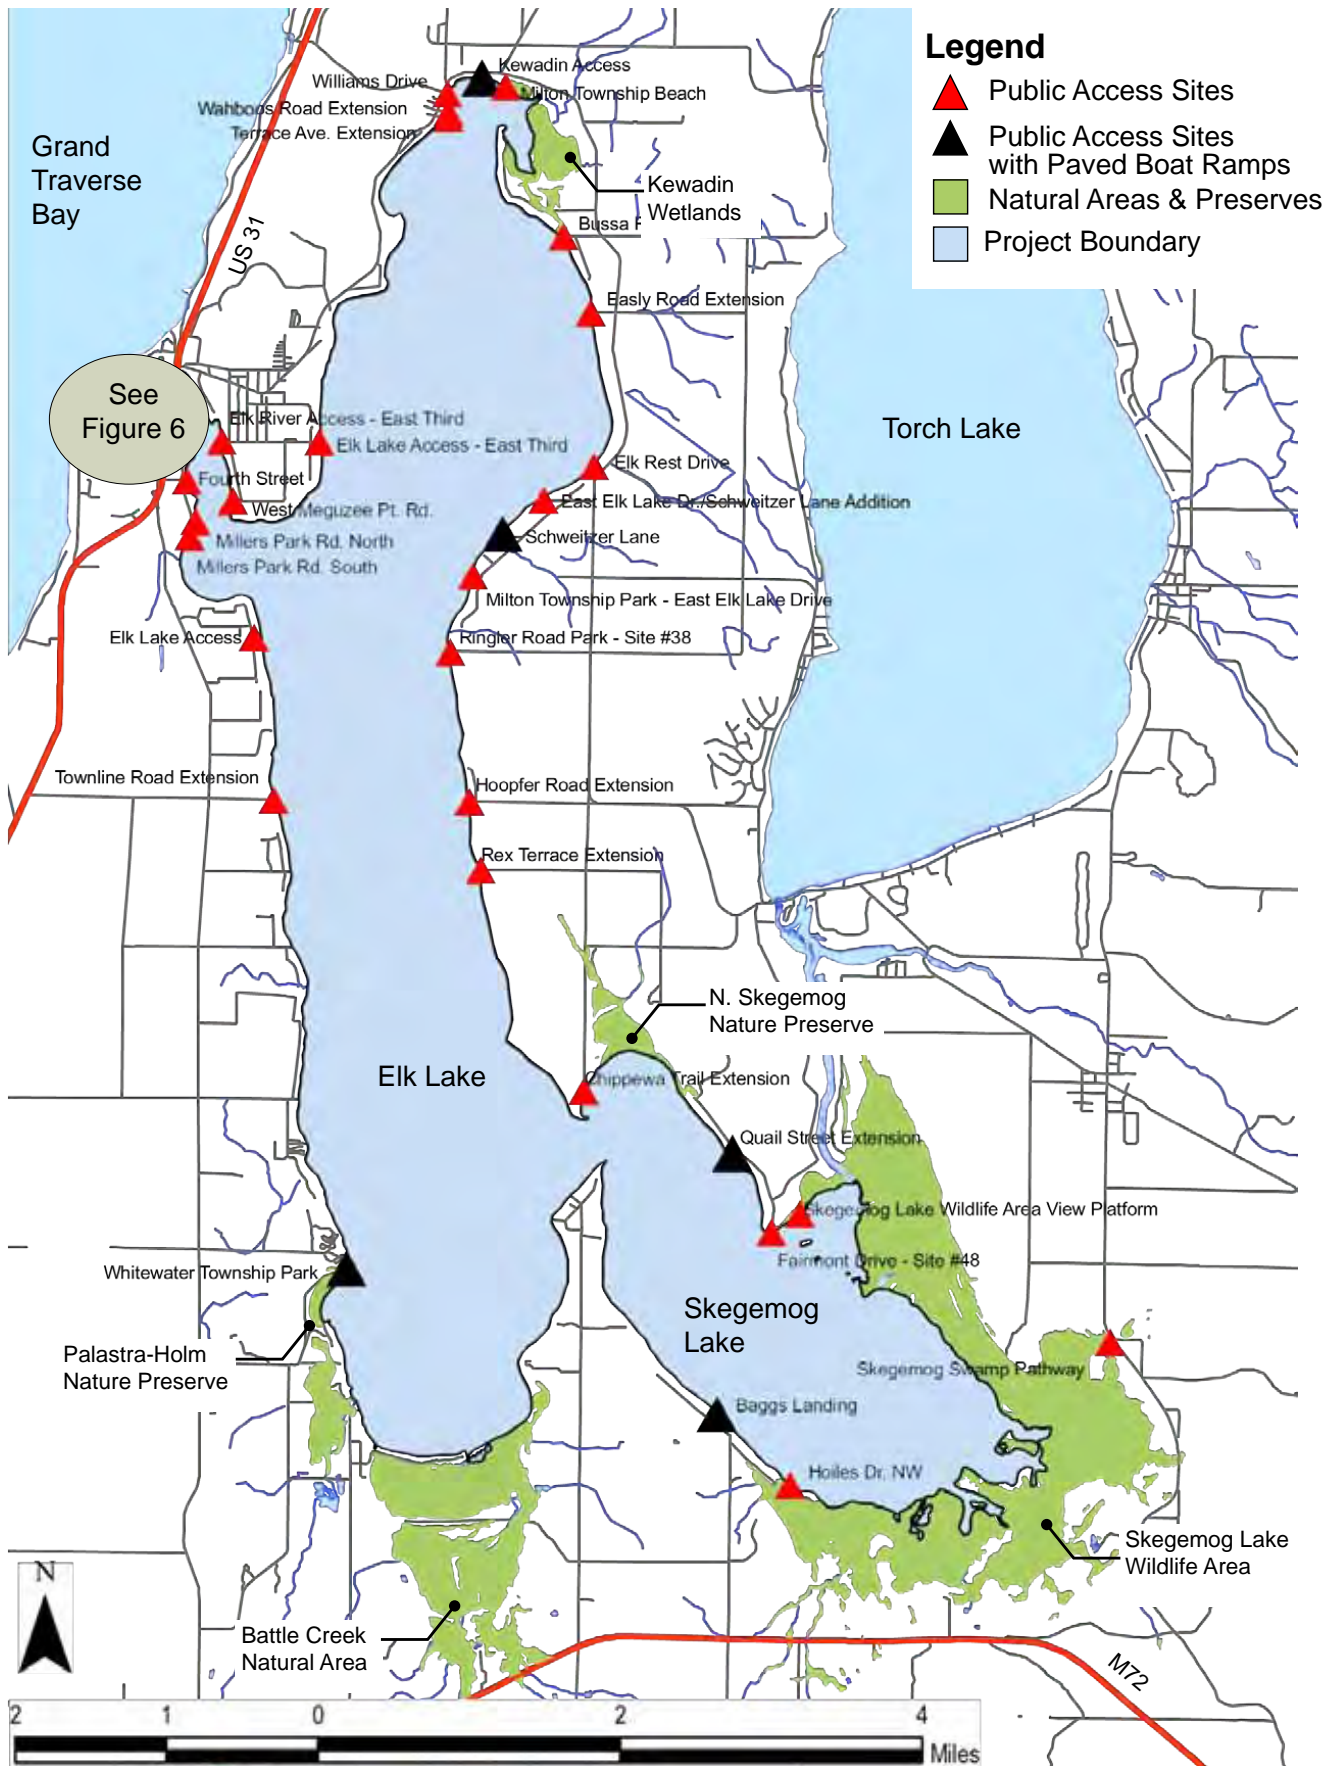 Legend
Public Access Sites
Public Access Sites
with Paved Boat Ramps
Natural Areas & Preserves
Project Boundary
Kewadin Access
Williams Drive
Milton Township Beach
Wahboos Road Extension
Terrace Ave. Extension
Grand
Traverse
Bay
Kewadin
Wetlands
US 31
Bussa
Easly Road Extension
See
Figure 6
Elk River Access - East Third
Elk Lake Access - East Third
Torch Lake
Elk Rest Drive
Fourth Street
East Elk Lake Dr./Schweitzer Lane Addition
West Meguzee Pt. Rd.
Schweitzer Lane
Millers Park Rd. North
Millers Park Rd. South
Milton Township Park - East Elk Lake Drive
Elk Lake Access
Ringler Road Park - Site #38
Townline Road Extension
Hoopfer Road Extension
Rex Terrace Extension
N. Skegemog
Nature Preserve
Elk Lake
Chippewa Trail Extension
Quail Street Extension
Skegemog Lake Wildlife Area View Platform
Fairmont Drive - Site #48
Whitewater Township Park
Skegemog
Lake
Palastra-Holm
Nature Preserve
Skegemog Swamp Pathway
Baggs Landing
Hoiles Dr. NW
Skegemog Lake
Wildlife Area
N
Battle Creek
Natural Area
M72
2 1 0 2 4
Miles